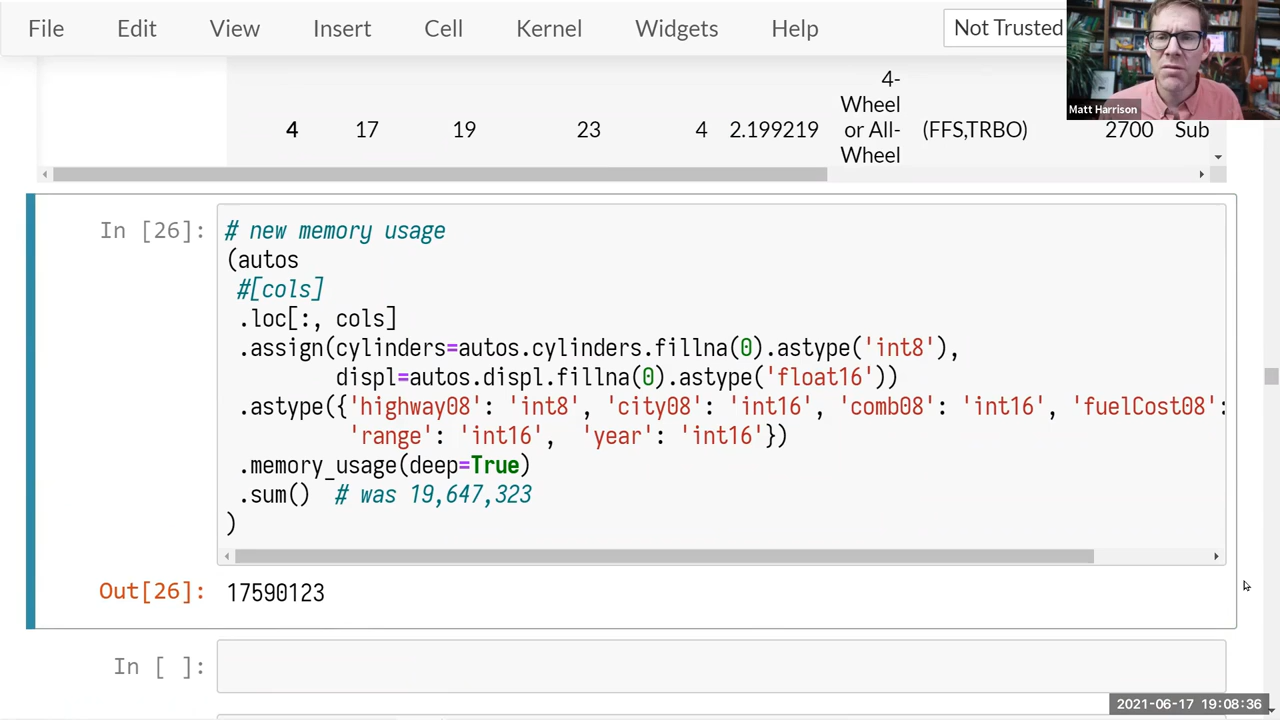 File Edit View Insert Cell Kernel Widgets Help Not Trusted
Matt Harrison
4-
Wheel
or All-
Wheel
4 17 19 23 4 2.199219 (FFS,TRBO) 2700 Sub
In [26]:
# new memory usage
(autos
#[cols]
.loc[:, cols]
.assign(cylinders=autos.cylinders.fillna(0).astype('int8'),
displ=autos.displ.fillna(0).astype('float16'))
.astype({'highway08': 'int8', 'city08': 'int16', 'comb08': 'int16', 'fuelCost08':
'range': 'int16', 'year': 'int16'})
.memory_usage(deep=True)
.sum() # was 19,647,323
)
Out[26]: 17590123
In [ ]:
2021-06-17 19:08:36